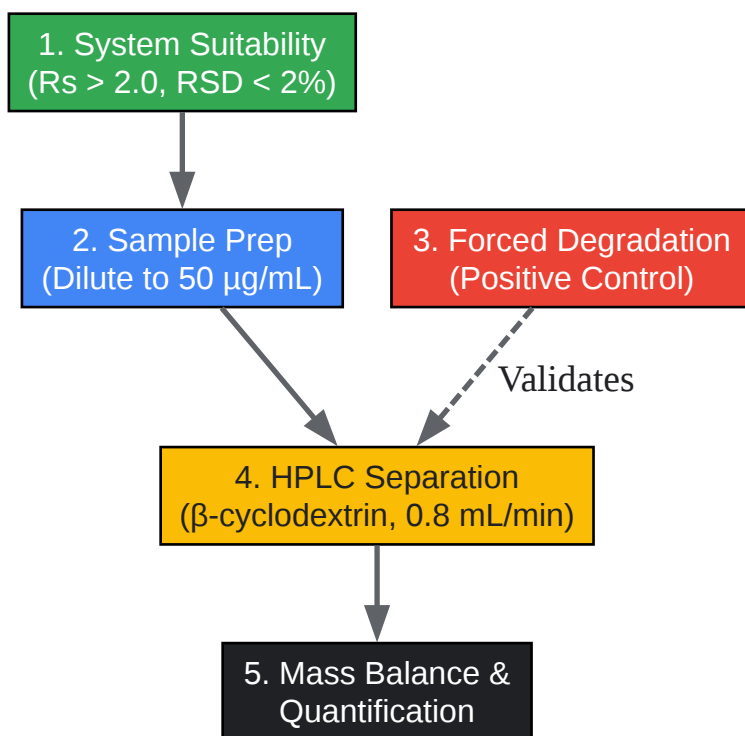 1. System Suitability
(Rs > 2.0, RSD < 2%)
2. Sample Prep
(Dilute to 50 µg/mL)
3. Forced Degradation
(Positive Control)
Validates
4. HPLC Separation
(β-cyclodextrin, 0.8 mL/min)
5. Mass Balance &
Quantification